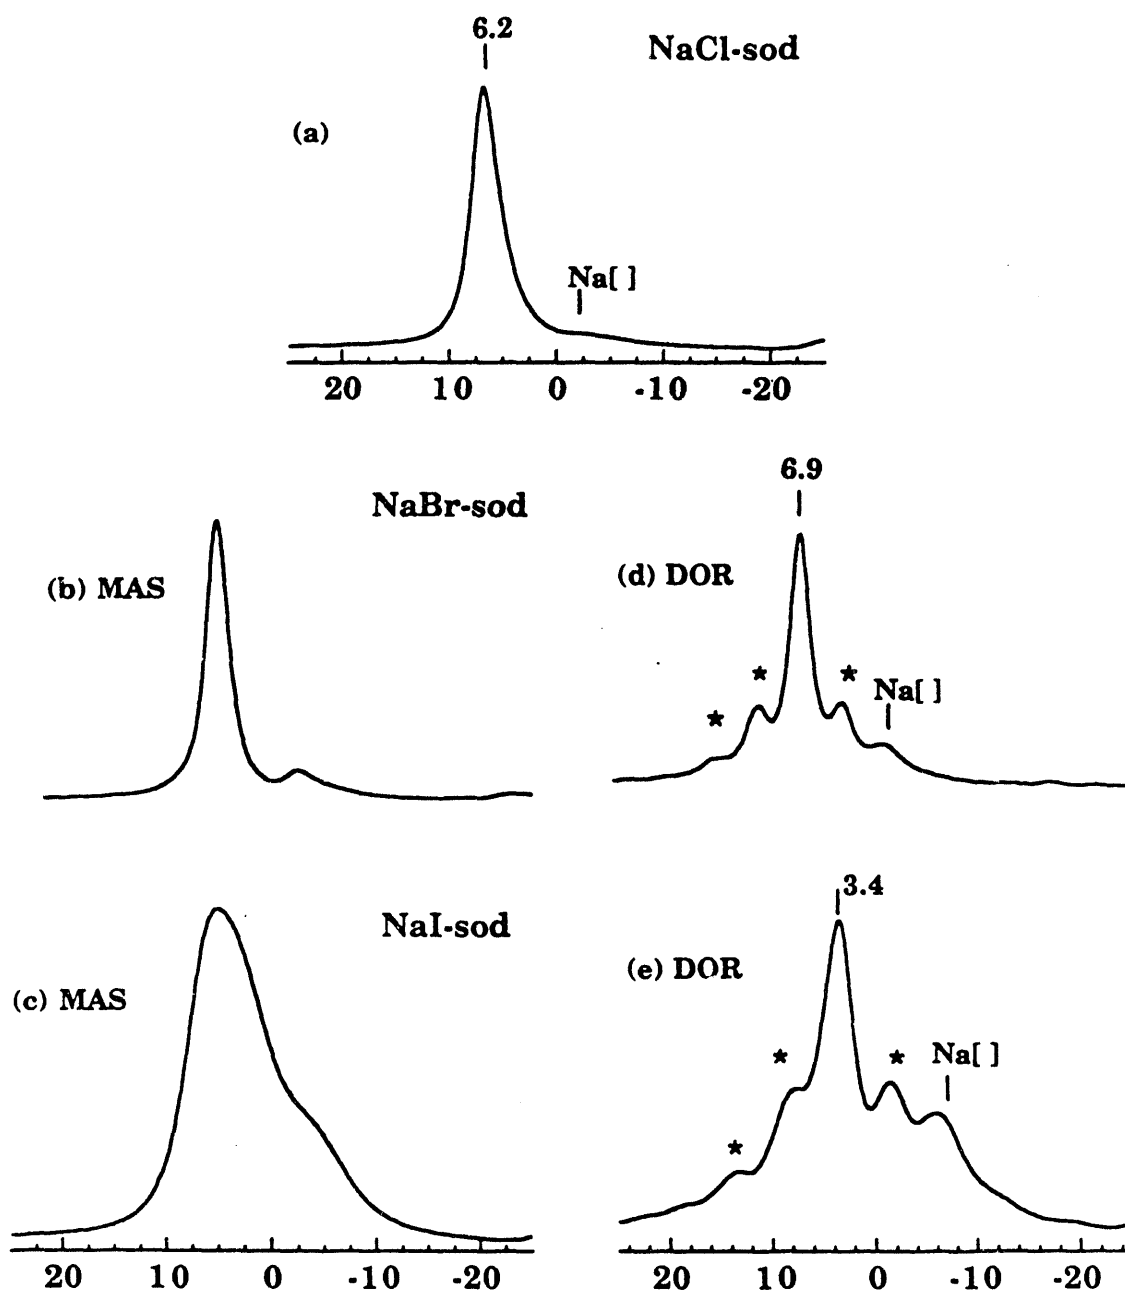 6.2
NaCl-sod
(a)
Na[ ]
20 10 0 -10 -20
NaBr-sod
(b) MAS
6.9
(d) DOR
* * *
Na[ ]
NaI-sod
(c) MAS
3.4
(e) DOR
* * *
Na[ ]
20 10 0 -10 -20
20 10 0 -10 -20